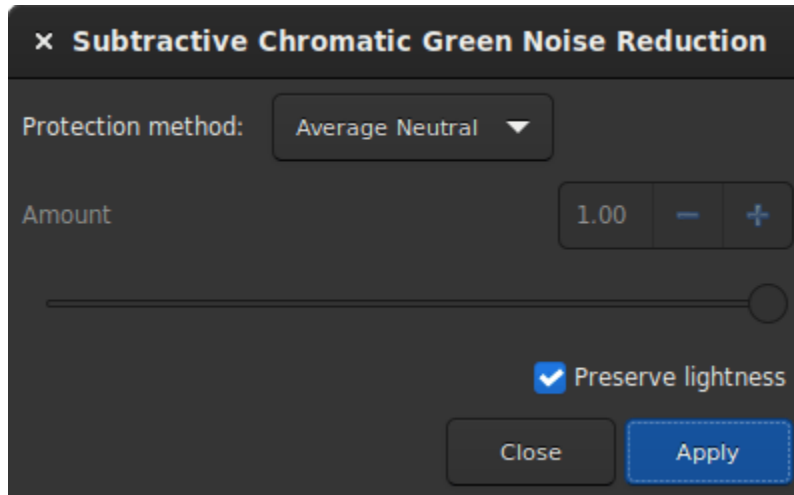 Subtractive Chromatic Green Noise Reduction
Protection method: Average Neutral
Amount 1.00
Preserve lightness
Close Apply